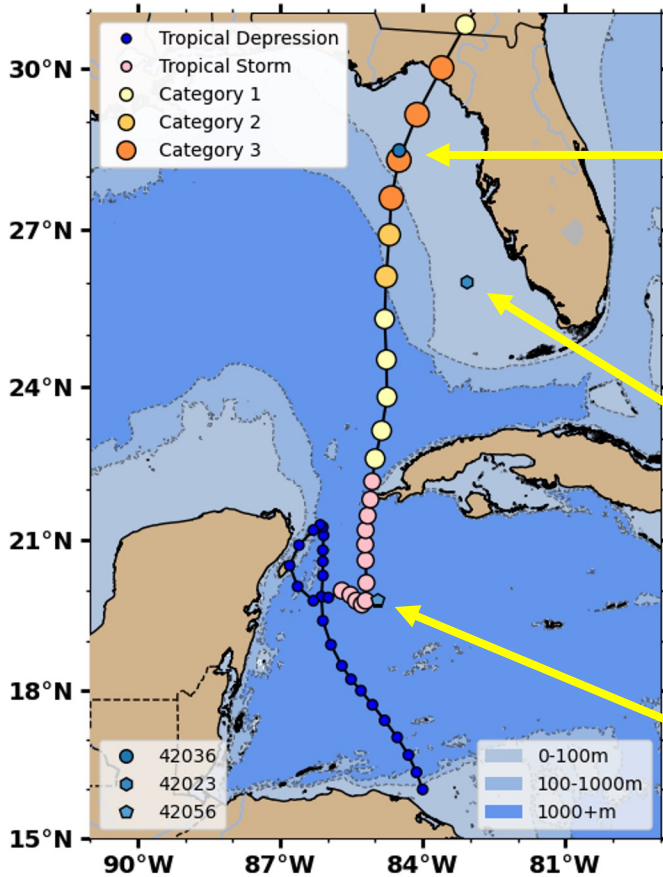 Tropical Depression
Tropical Storm
Category 1
Category 2
Category 3
30°N
27°N
24°N
21°N
18°N
15°N
42036
42023
42056
0-100m
100-1000m
1000+m
90°W
87°W
84°W
81°W